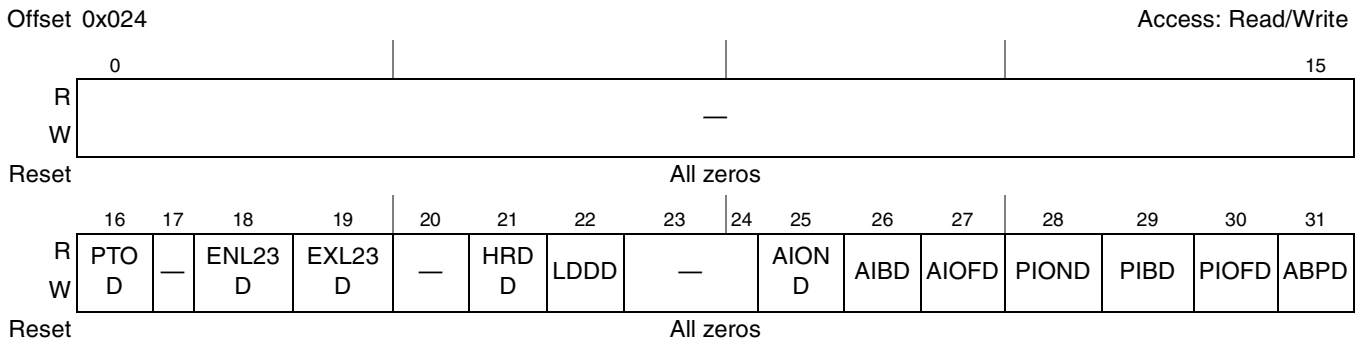 Offset 0x024 Access: Read/Write
0 15
R
W
—
Reset All zeros
16 17 18 19 20 21 22 23 24 25 26 27 28 29 30 31
R PTO — ENL23 EXL23 — HRD LDDD — AION AIBD AIOFD PIOND PIBD PIOFD ABPD
W D D D D D
Reset All zeros